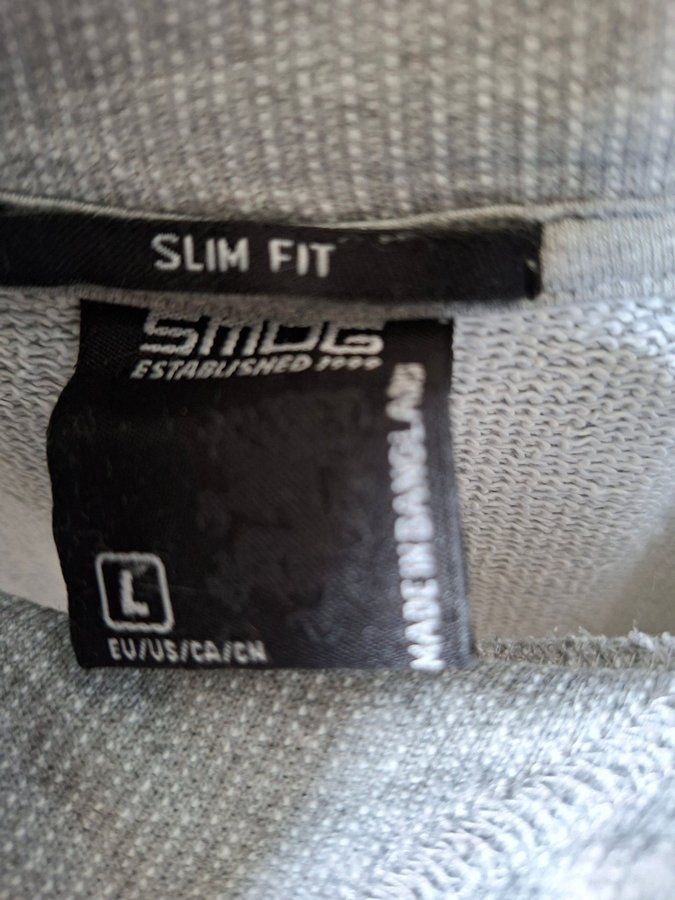 SLIM FIT
SMOG
ESTABLISHED 1999
MADE IN BANGLADESH
L
EU/US/CA/CN